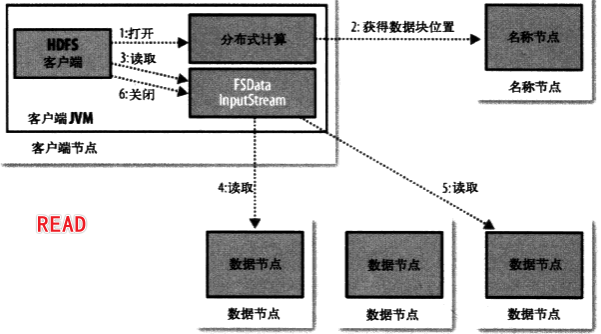 HDFS
客户端
1:打开
3:读取
6:关闭
分布式计算
FSData
InputStream
2: 获得数据块位置
名称节点
名称节点
客户端 JVM
客户端节点
4:读取
5:读取
READ
数据节点
数据节点
数据节点
数据节点
数据节点
数据节点